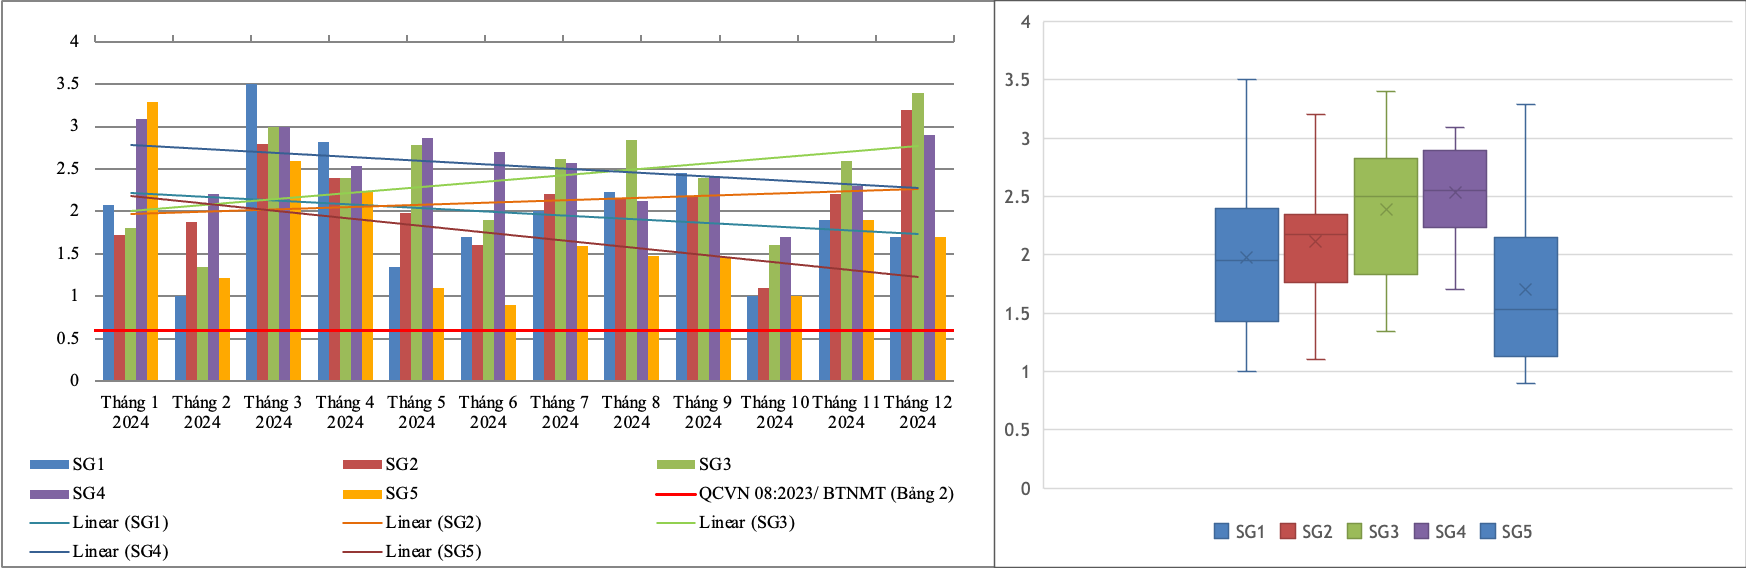 4
3.5
3
2.5
2
1.5
1
0.5
0
Tháng 1 2024
Tháng 2 2024
Tháng 3 2024
Tháng 4 2024
Tháng 5 2024
Tháng 6 2024
Tháng 7 2024
Tháng 8 2024
Tháng 9 2024
Tháng 10 2024
Tháng 11 2024
Tháng 12 2024
SG1
SG2
SG3
SG4
SG5
QCVN 08:2023/ BTNMT (Bảng 2)
Linear (SG1)
Linear (SG2)
Linear (SG3)
Linear (SG4)
Linear (SG5)
4
3.5
3
2.5
2
1.5
1
0.5
0
SG1 SG2 SG3 SG4 SG5